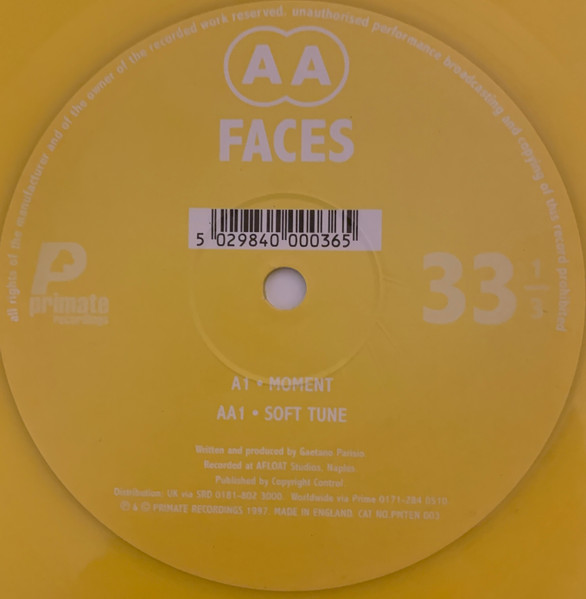 all rights of the manufacturer and of the owner of the recorded work reserved. unauthorised performance broadcasting and copying of this record prohibited
AA
FACES
5 029840 000365
P
primate
recordings
33 1/3
A1 • MOMENT
AA1 • SOFT TUNE
Written and produced by Gaetano Parisio
Recorded at AFLOAT Studios, Naples
Published by Copyright Control
Distribution: UK via SRD 0181-802 3000. Worldwide via Prime 0171-284 0510
℗ & © PRIMATE RECORDINGS 1997. MADE IN ENGLAND. CAT NO.PMTEN 003